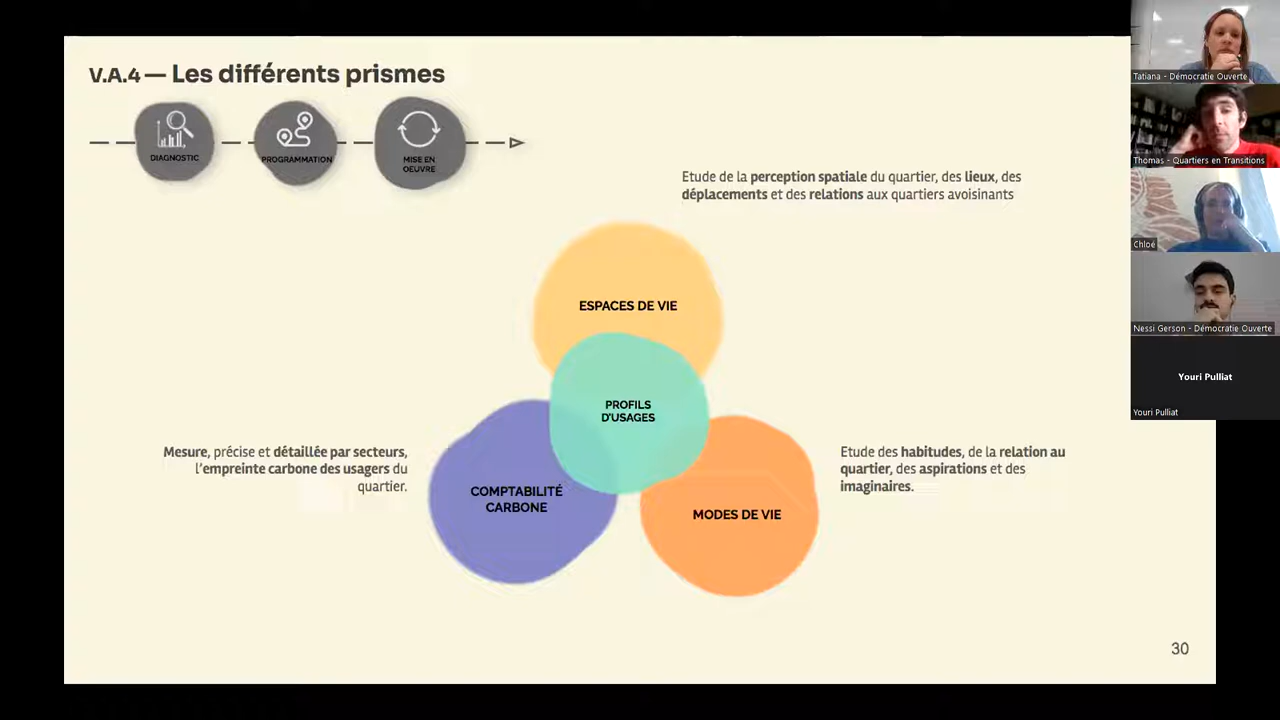 V.A.4 — Les différents prismes
DIAGNOSTIC
PROGRAMMATION
MISE EN
OEUVRE
Etude de la perception spatiale du quartier, des lieux, des
déplacements et des relations aux quartiers avoisinants
ESPACES DE VIE
PROFILS
D'USAGES
Mesure, précise et détaillée par secteurs,
l'empreinte carbone des usagers du
quartier.
COMPTABILITÉ
CARBONE
MODES DE VIE
Etude des habitudes, de la relation au
quartier, des aspirations et des
imaginaires.
30
Tatiana - Démocratie Ouverte
Thomas - Quartiers en Transitions
Chloé
Nessi Gerson - Démocratie Ouverte
Youri Pulliat
Youri Pulliat